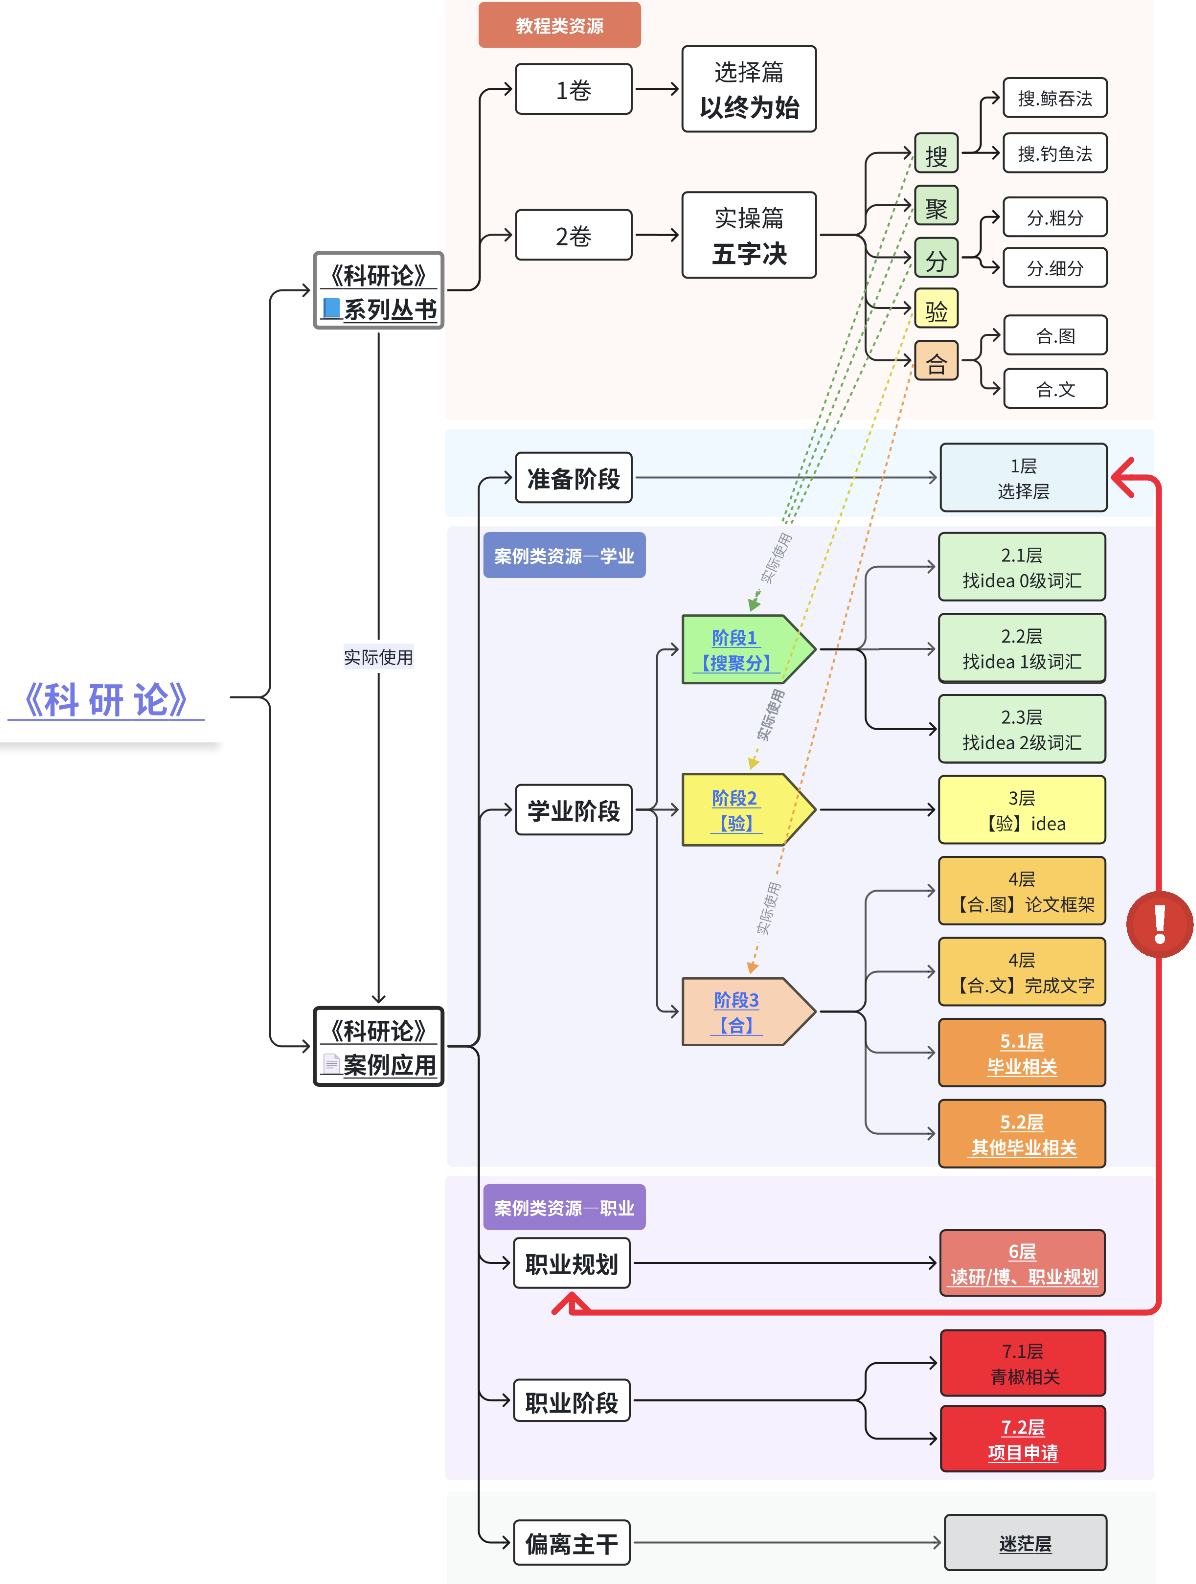 教程类资源
1卷
选择篇
以终为始
2卷
实操篇
五字决
搜
聚
分
验
合
搜.鲸吞法
搜.钓鱼法
分.粗分
分.细分
合.图
合.文
《科研论》
📘系列丛书
实际使用
《科 研 论》
《科研论》
📄案例应用
准备阶段
1层
选择层
案例类资源—学业
实际使用
阶段1
【搜聚分】
2.1层
找idea 0级词汇
2.2层
找idea 1级词汇
2.3层
找idea 2级词汇
实际使用
学业阶段
阶段2
【验】
3层
【验】idea
实际使用
阶段3
【合】
4层
【合.图】论文框架
4层
【合.文】完成文字
5.1层
毕业相关
5.2层
其他毕业相关
案例类资源—职业
职业规划
6层
读研/博、职业规划
职业阶段
7.1层
青椒相关
7.2层
项目申请
偏离主干
迷茫层